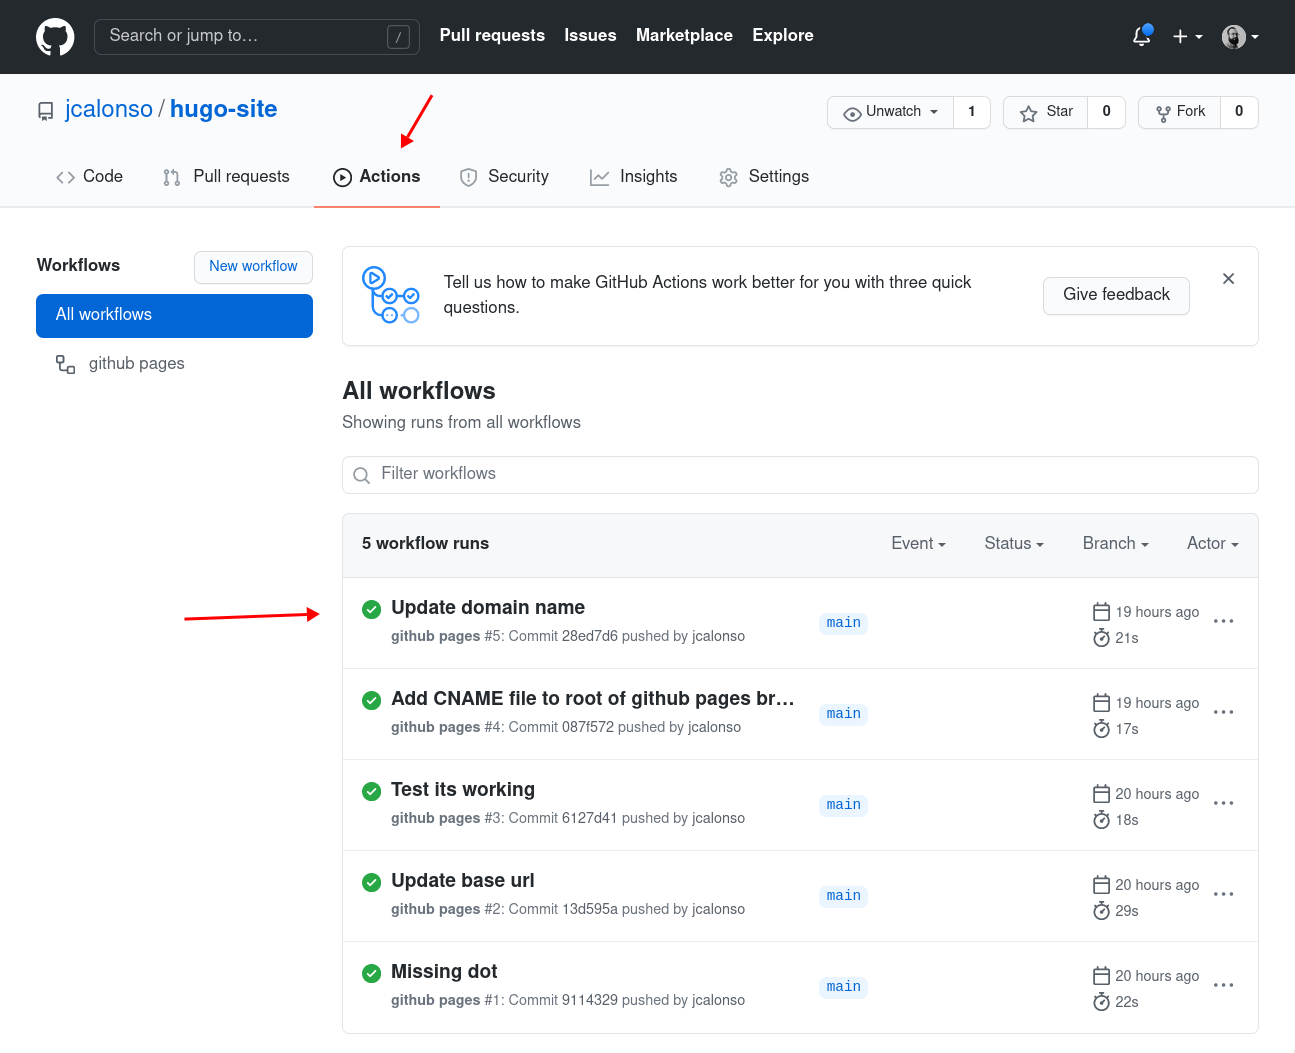 Search or jump to… / Pull requests Issues Marketplace Explore
jcalonso / hugo-site Unwatch 1 Star 0 Fork 0
Code Pull requests Actions Security Insights Settings
Workflows New workflow
All workflows
github pages
Tell us how to make GitHub Actions work better for you with three quick
questions.
Give feedback
All workflows
Showing runs from all workflows
Filter workflows
5 workflow runs Event Status Branch Actor
Update domain name
github pages #5: Commit 28ed7d6 pushed by jcalonso
main
19 hours ago
21s
Add CNAME file to root of github pages br…
github pages #4: Commit 087f572 pushed by jcalonso
main
19 hours ago
17s
Test its working
github pages #3: Commit 6127d41 pushed by jcalonso
main
20 hours ago
18s
Update base url
github pages #2: Commit 13d595a pushed by jcalonso
main
20 hours ago
29s
Missing dot
github pages #1: Commit 9114329 pushed by jcalonso
main
20 hours ago
22s